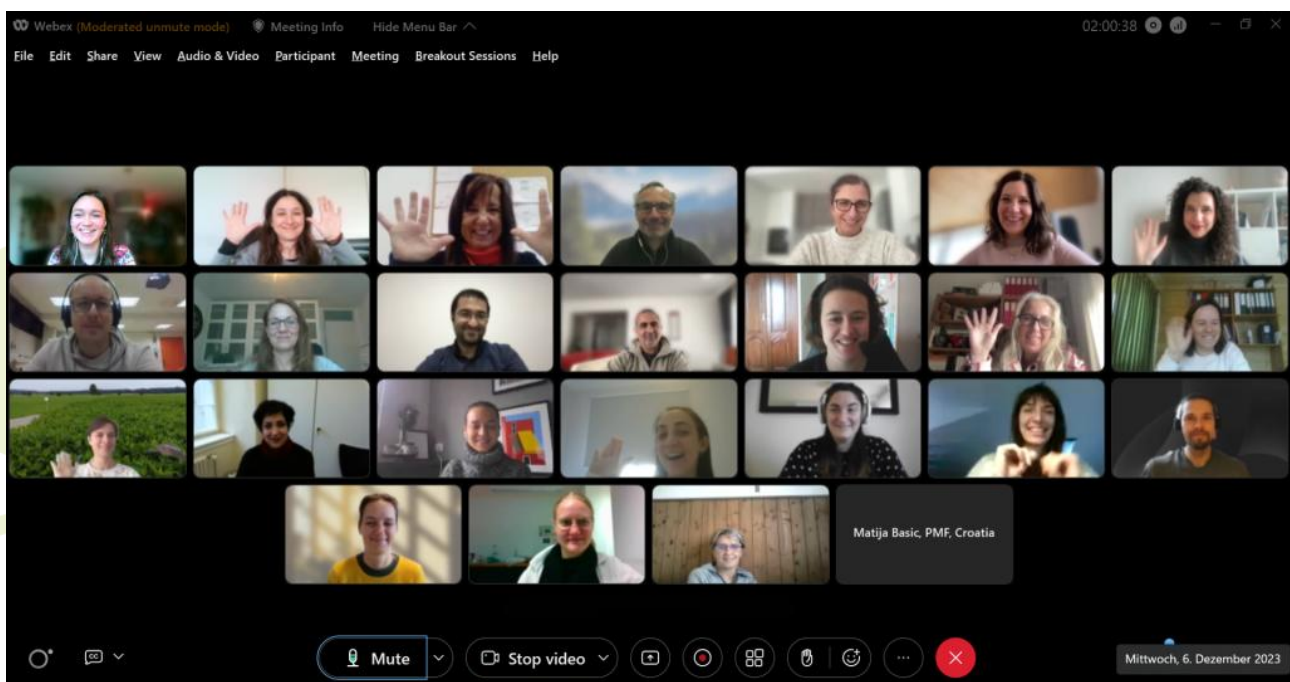 Webex (Moderated unmute mode) Meeting Info Hide Menu Bar 02:00:38
File Edit Share View Audio & Video Participant Meeting Breakout Sessions Help
Matija Basic, PMF, Croatia
CC Mute Stop video
Mittwoch, 6. Dezember 2023